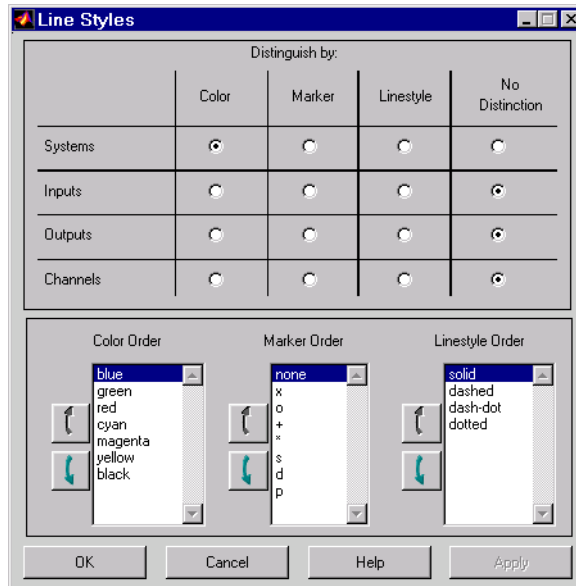 Line Styles
Distinguish by:
Color Marker Linestyle No Distinction
Systems
Inputs
Outputs
Channels
Color Order
blue
green
red
cyan
magenta
yellow
black
Marker Order
none
x
o
+
*
s
d
p
Linestyle Order
solid
dashed
dash-dot
dotted
OK Cancel Help Apply